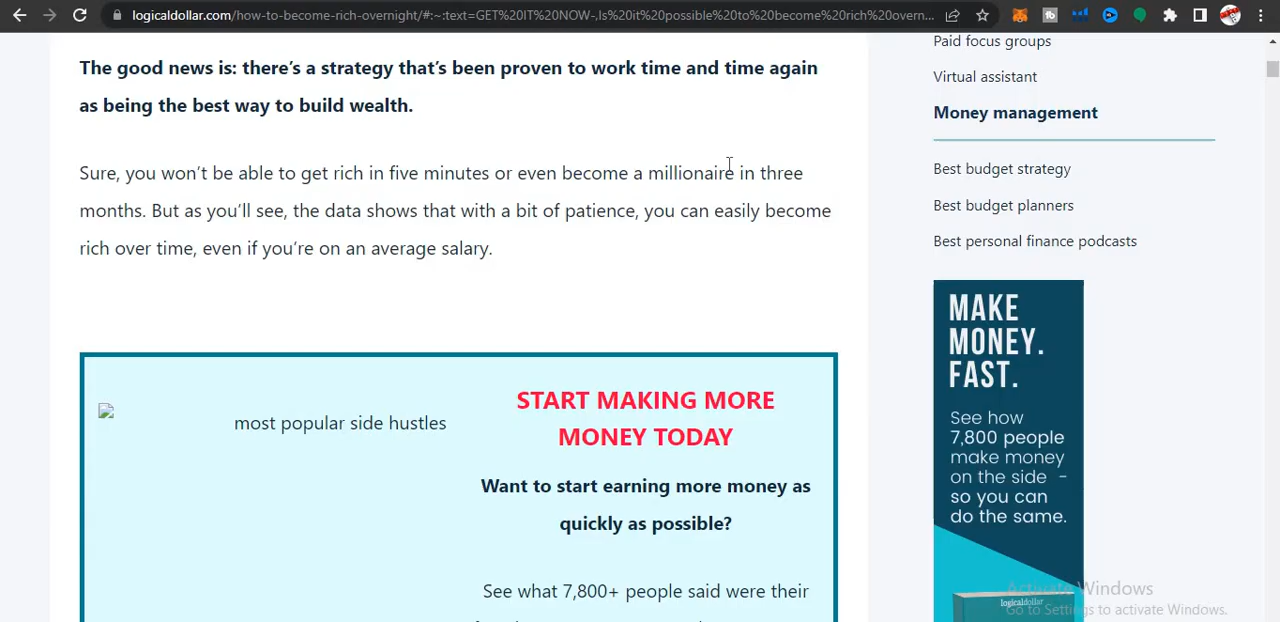 logicaldollar.com/how-to-become-rich-overnight/#:~:text=GET%20IT%20NOW-,Is%20it%20possible%20to%20become%20rich%20overn...
The good news is: there’s a strategy that’s been proven to work time and time again
as being the best way to build wealth.
Sure, you won’t be able to get rich in five minutes or even become a millionaire in three
months. But as you’ll see, the data shows that with a bit of patience, you can easily become
rich over time, even if you’re on an average salary.
most popular side hustles
START MAKING MORE
MONEY TODAY
Want to start earning more money as
quickly as possible?
See what 7,800+ people said were their
Paid focus groups
Virtual assistant
Money management
Best budget strategy
Best budget planners
Best personal finance podcasts
MAKE
MONEY.
FAST.
See how
7,800 people
make money
on the side -
so you can
do the same.
logicaldollar
Activate Windows
Go to Settings to activate Windows.